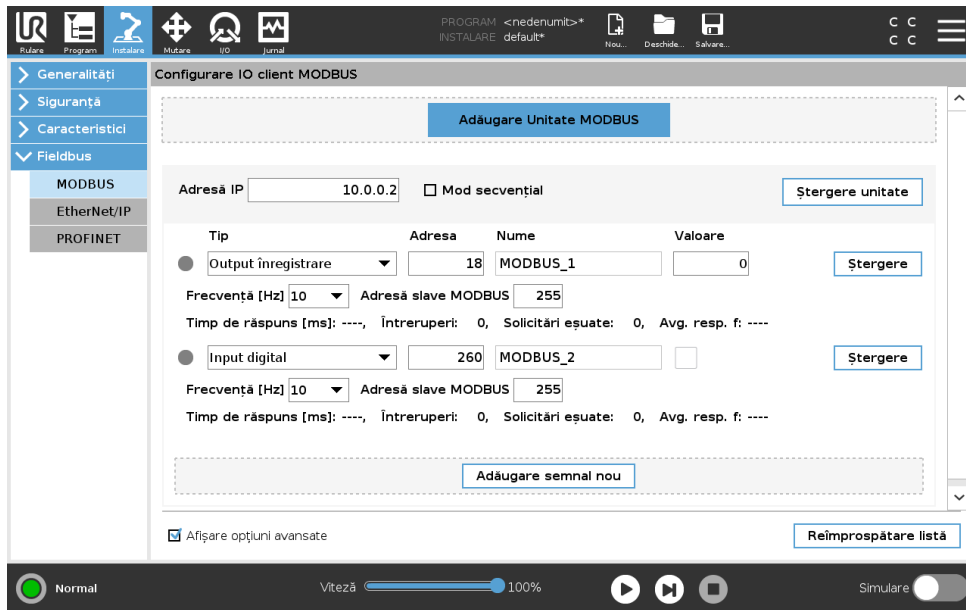 PROGRAM <nedenumit>*
INSTALARE default*
Rulare Program Instalare Mutare I/O Jurnal Nou... Deschide... Salvare...
C C
C C
Generalități
Siguranță
Caracteristici
Fieldbus
MODBUS
EtherNet/IP
PROFINET
Configurare IO client MODBUS
Adăugare Unitate MODBUS
Adresă IP 10.0.0.2 Mod secvențial Ștergere unitate
Tip Adresa Nume Valoare
Output înregistrare 18 MODBUS_1 0 Ștergere
Frecvență [Hz] 10 Adresă slave MODBUS 255
Timp de răspuns [ms]: ----, Întreruperi: 0, Solicitări eșuate: 0, Avg. resp. f: ----
Input digital 260 MODBUS_2 Ștergere
Frecvență [Hz] 10 Adresă slave MODBUS 255
Timp de răspuns [ms]: ----, Întreruperi: 0, Solicitări eșuate: 0, Avg. resp. f: ----
Adăugare semnal nou
Afișare opțiuni avansate Reîmprospătare listă
Normal Viteză 100% Simulare